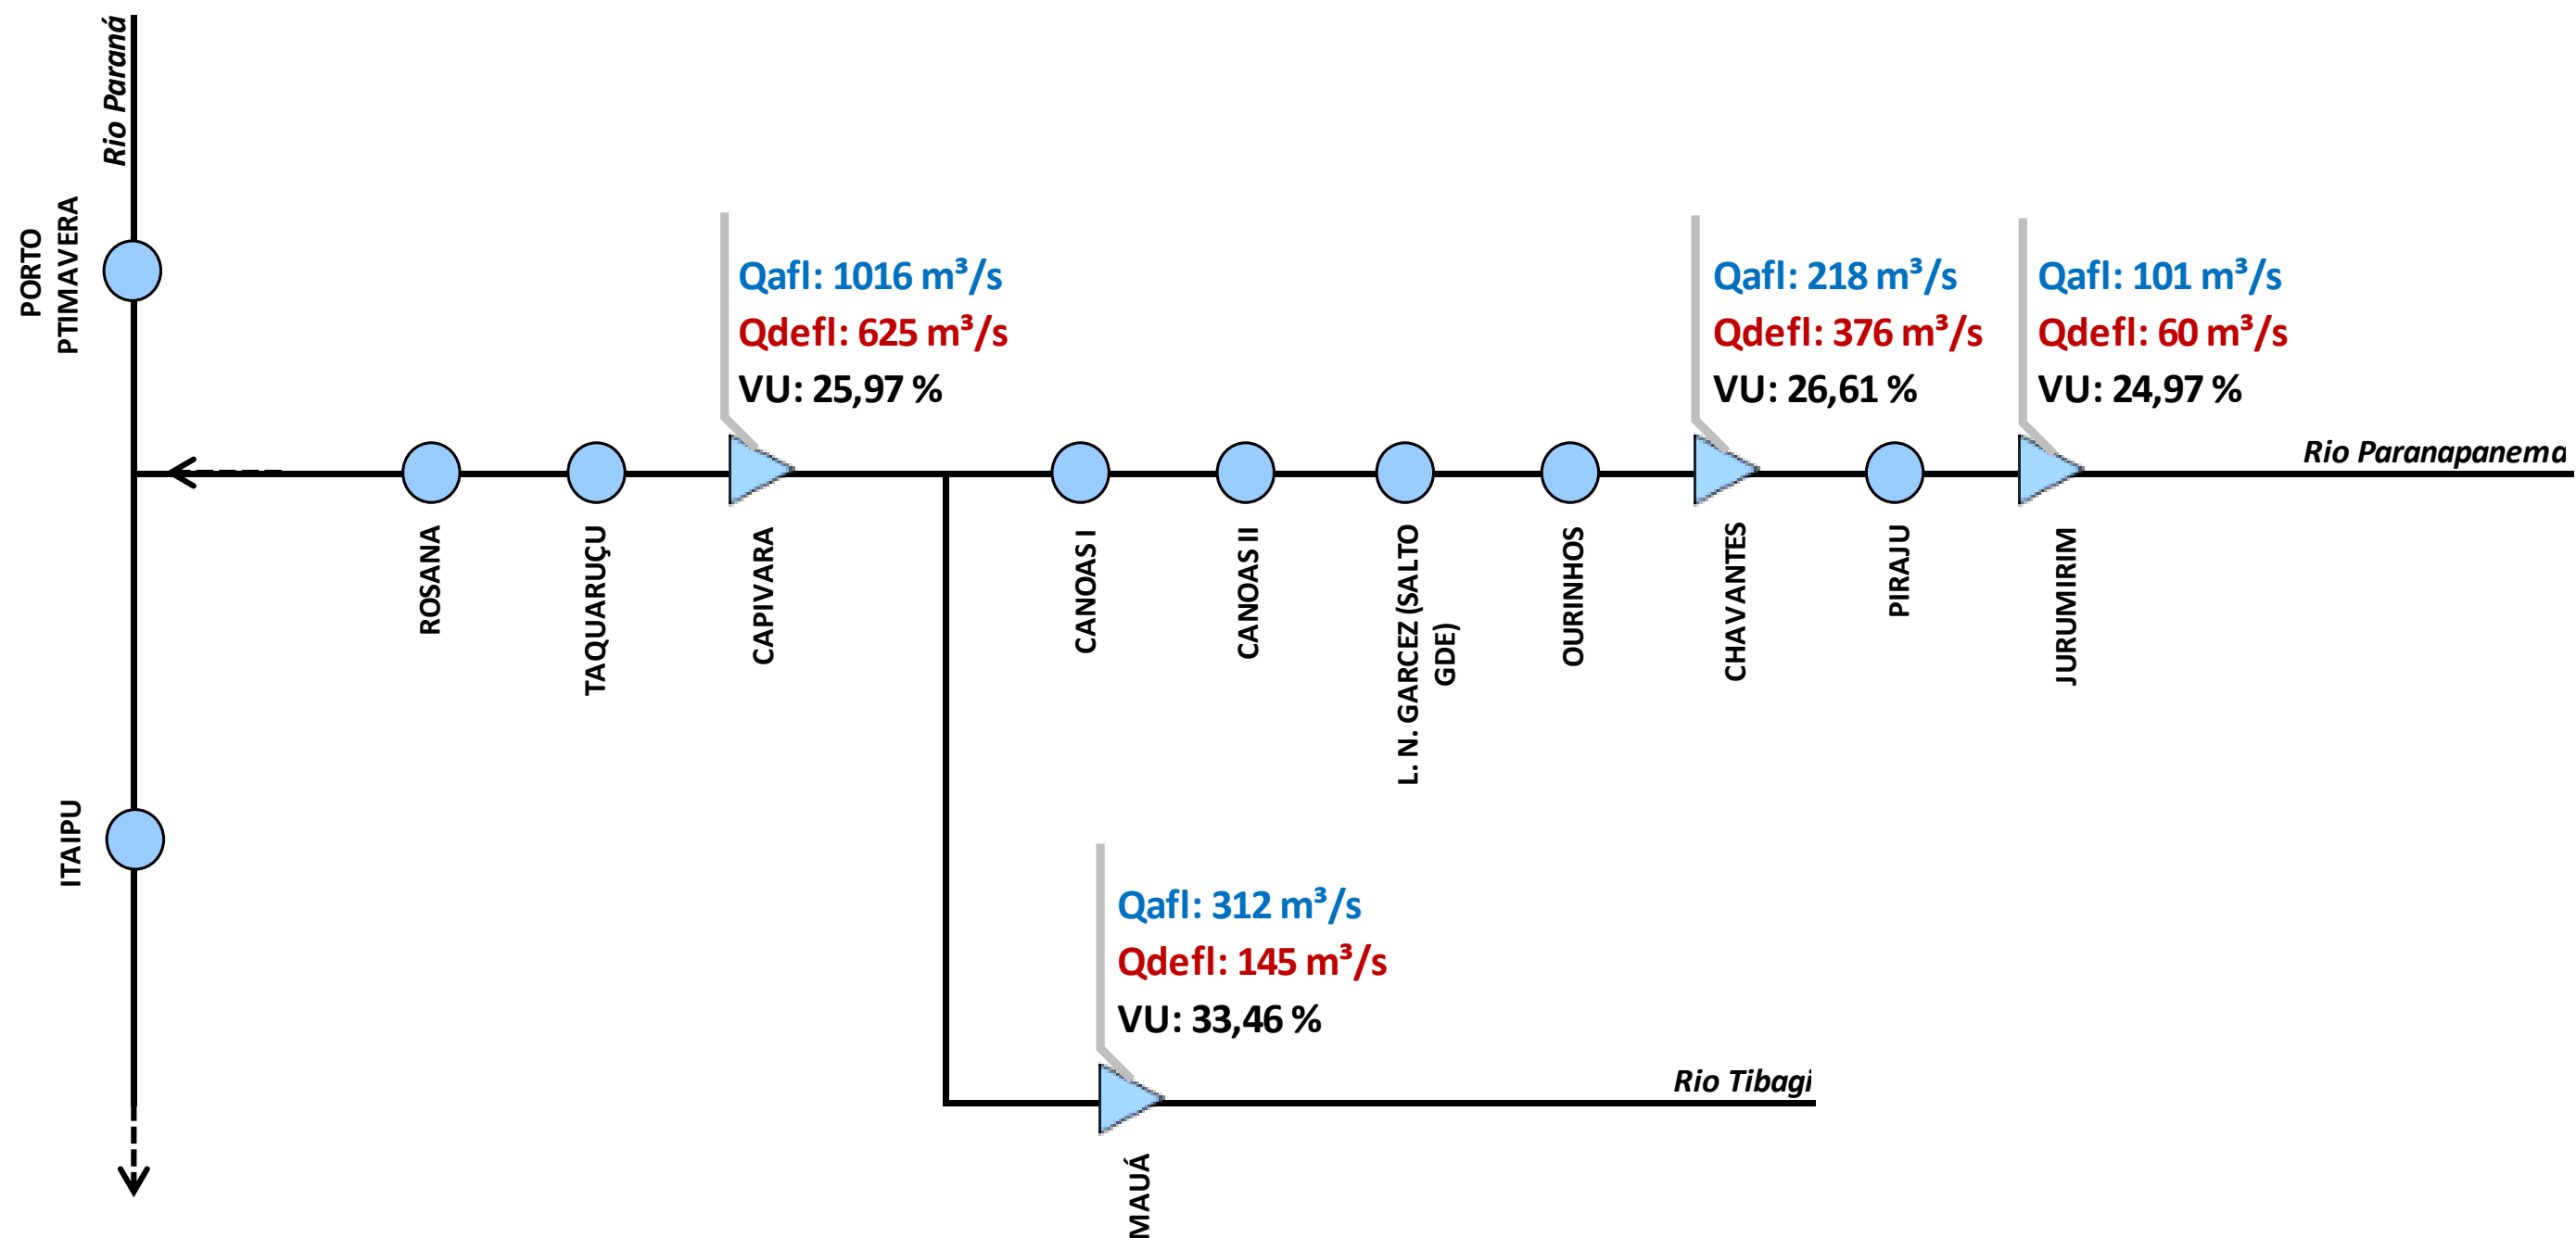 Rio Paraná
PORTO
PTIMAVERA
Qafl: 1016 m³/s
Qdefl: 625 m³/s
VU: 25,97 %
Qafl: 218 m³/s
Qdefl: 376 m³/s
VU: 26,61 %
Qafl: 101 m³/s
Qdefl: 60 m³/s
VU: 24,97 %
Rio Paranapanema
ROSANA
TAQUARUÇU
CAPIVARA
CANOAS I
CANOAS II
L. N. GARCEZ (SALTO
GDE)
OURINHOS
CHAVANTES
PIRAJU
JURUMIRIM
ITAIPU
Qafl: 312 m³/s
Qdefl: 145 m³/s
VU: 33,46 %
Rio Tibagi
MAUÁ